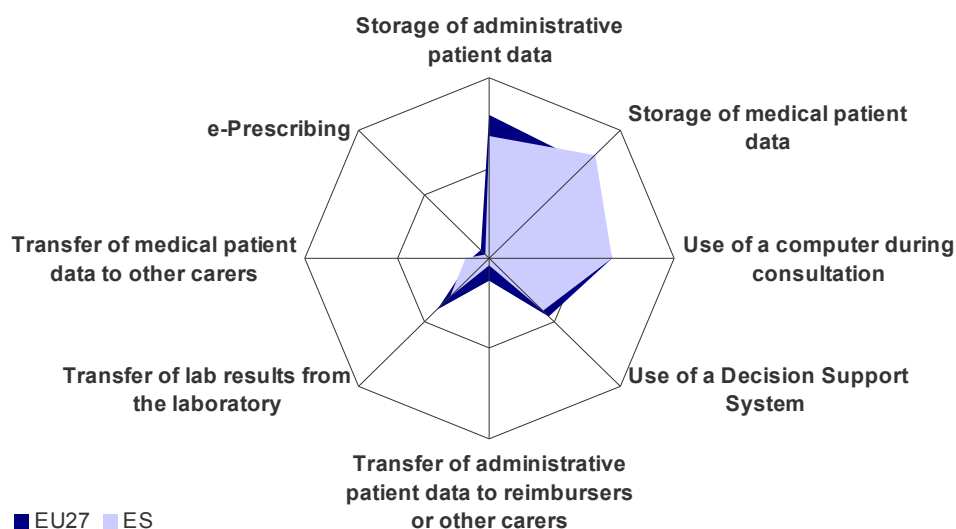 Storage of administrative
patient data
Storage of medical patient
data
Use of a computer during
consultation
Use of a Decision Support
System
Transfer of administrative
patient data to reimbursers
or other carers
Transfer of lab results from
the laboratory
Transfer of medical patient
data to other carers
e-Prescribing
EU27 ES